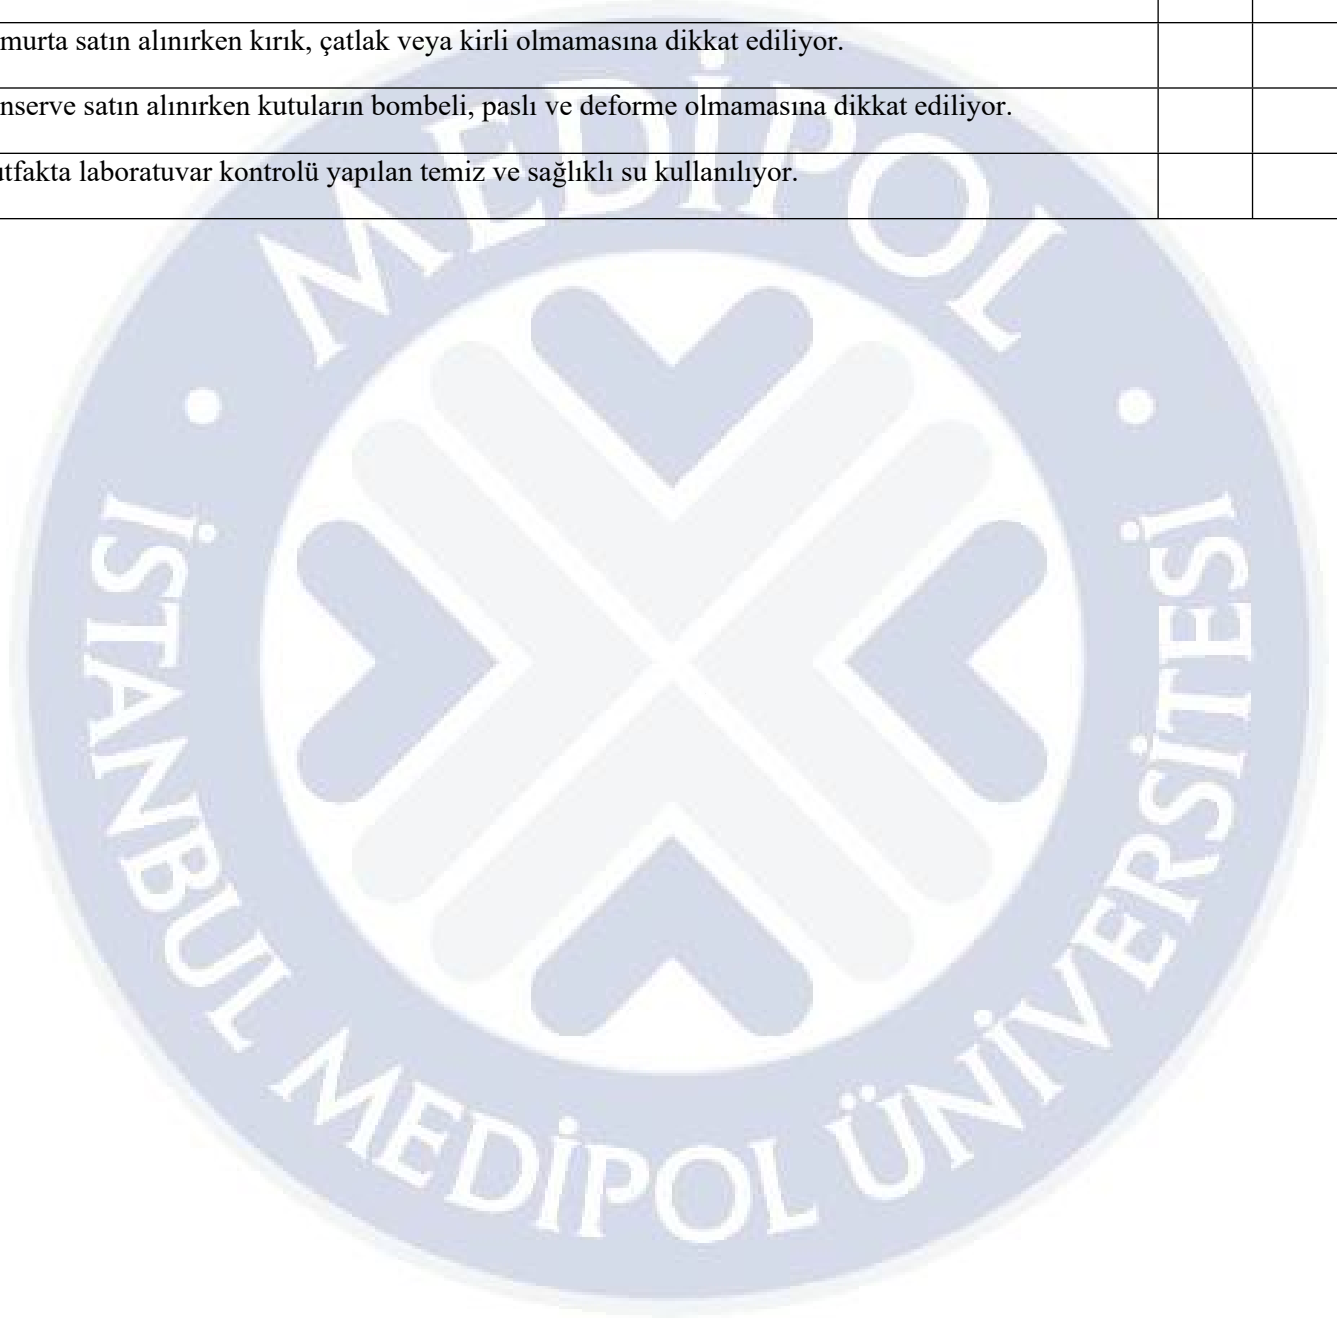 murta satın alınırken kırık, çatlak veya kirli olmamasına dikkat ediliyor.
nserve satın alınırken kutuların bombeli, paslı ve deforme olmamasına dikkat ediliyor.
utfakta laboratuvar kontrolü yapılan temiz ve sağlıklı su kullanılıyor.
MEDİPOL
İSTANBUL MEDİPOL ÜNİVERSİTESİ